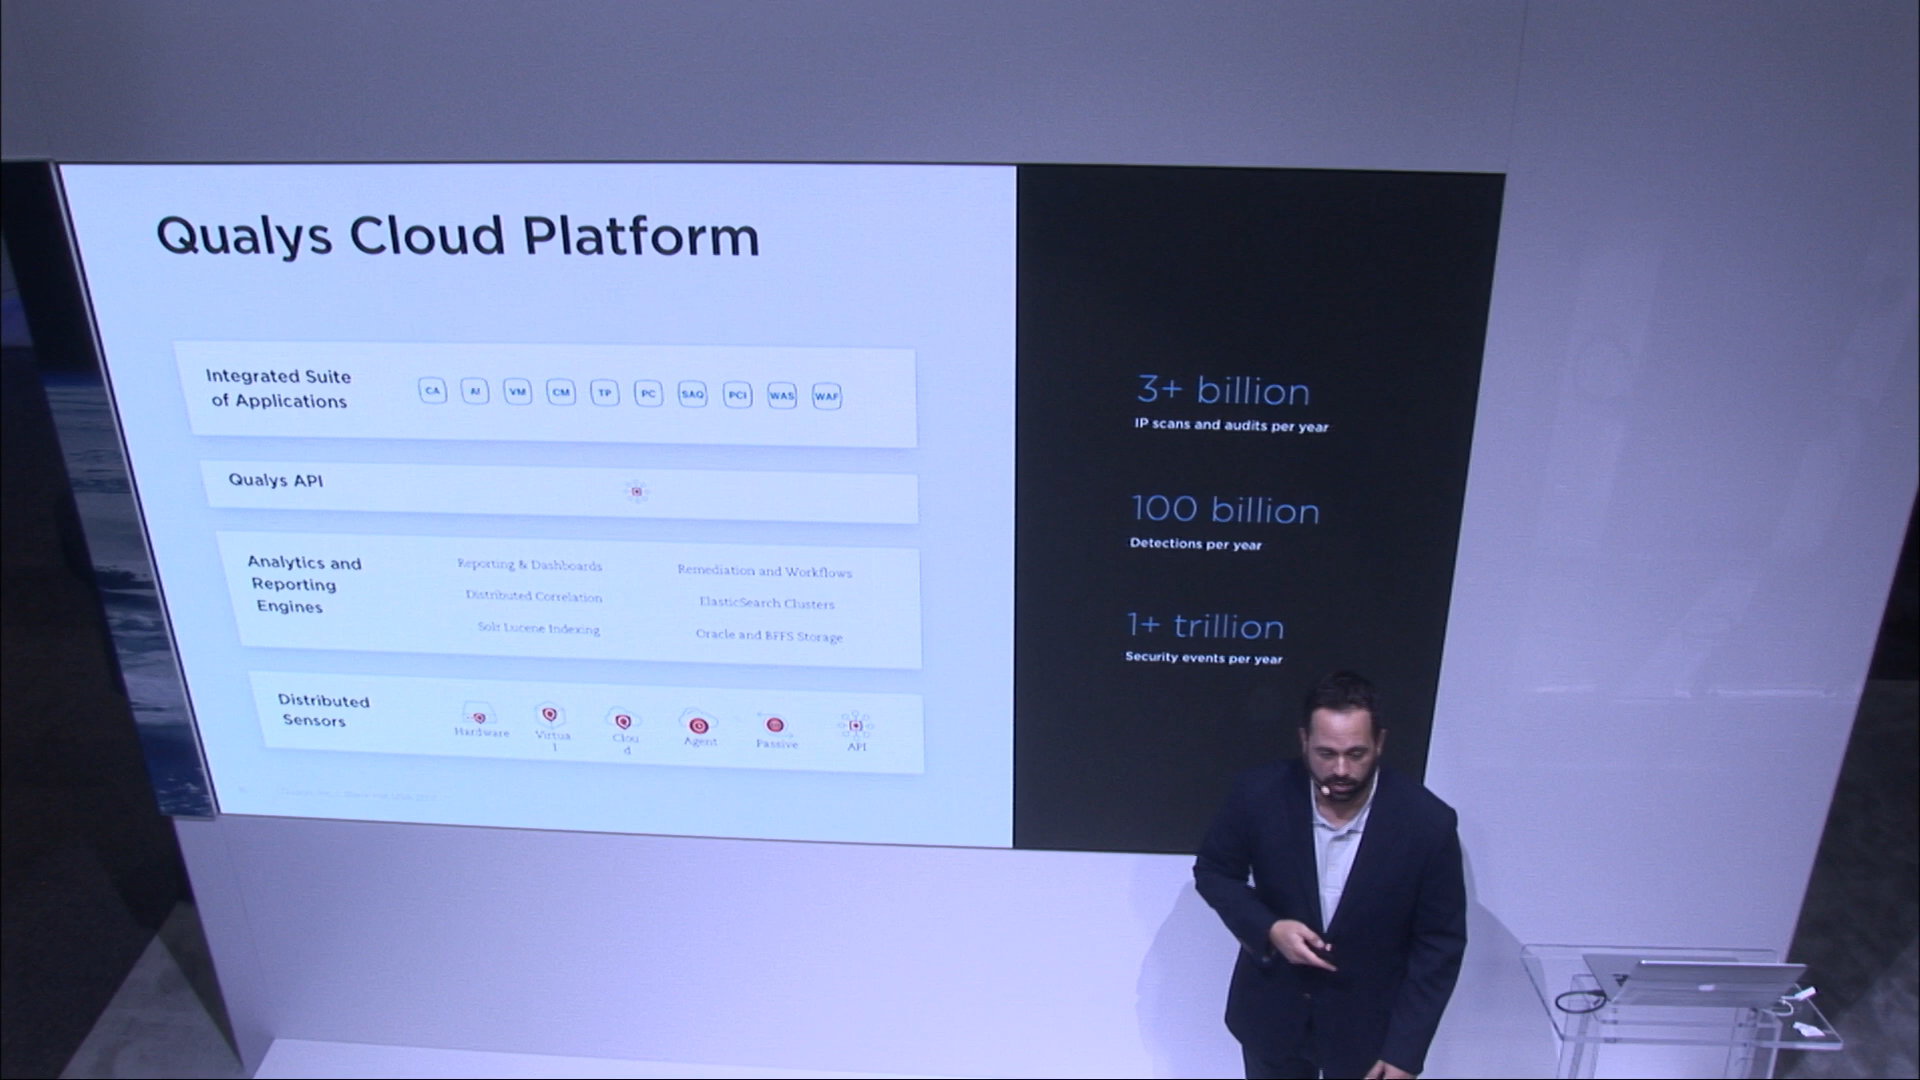 Qualys Cloud Platform
Integrated Suite
of Applications
CA AI VM CM TP PC SAQ PCI WAS WAF
Qualys API
Analytics and
Reporting
Engines
Reporting & Dashboards
Distributed Correlation
Solr Lucene Indexing
Remediation and Workflows
ElasticSearch Clusters
Oracle and BFFS Storage
Distributed
Sensors
Hardware
Virtua
l
Clou
d
Agent
Passive
API
3+ billion
IP scans and audits per year
100 billion
Detections per year
1+ trillion
Security events per year